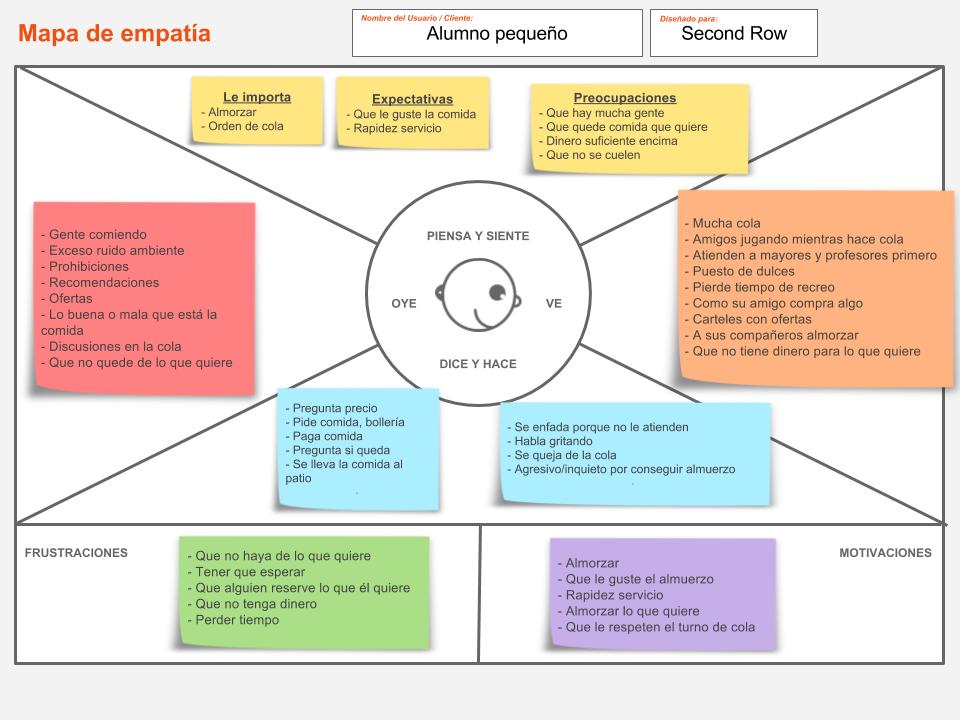 Mapa de empatía
Nombre del Usuario / Cliente:
Alumno pequeño
Diseñado para:
Second Row
Le importa
- Almorzar
- Orden de cola
Expectativas
- Que le guste la comida
- Rapidez servicio
Preocupaciones
- Que hay mucha gente
- Que quede comida que quiere
- Dinero suficiente encima
- Que no se cuelen
PIENSA Y SIENTE
OYE
VE
DICE Y HACE
- Gente comiendo
- Exceso ruido ambiente
- Prohibiciones
- Recomendaciones
- Ofertas
- Lo buena o mala que está la
comida
- Discusiones en la cola
- Que no quede de lo que quiere
- Mucha cola
- Amigos jugando mientras hace cola
- Atienden a mayores y profesores primero
- Puesto de dulces
- Pierde tiempo de recreo
- Como su amigo compra algo
- Carteles con ofertas
- A sus compañeros almorzar
- Que no tiene dinero para lo que quiere
- Pregunta precio
- Pide comida, bollería
- Paga comida
- Pregunta si queda
- Se lleva la comida al
patio
.
- Se enfada porque no le atienden
- Habla gritando
- Se queja de la cola
- Agresivo/inquieto por conseguir almuerzo
.
FRUSTRACIONES
- Que no haya de lo que quiere
- Tener que esperar
- Que alguien reserve lo que él quiere
- Que no tenga dinero
- Perder tiempo
MOTIVACIONES
- Almorzar
- Que le guste el almuerzo
- Rapidez servicio
- Almorzar lo que quiere
- Que le respeten el turno de cola